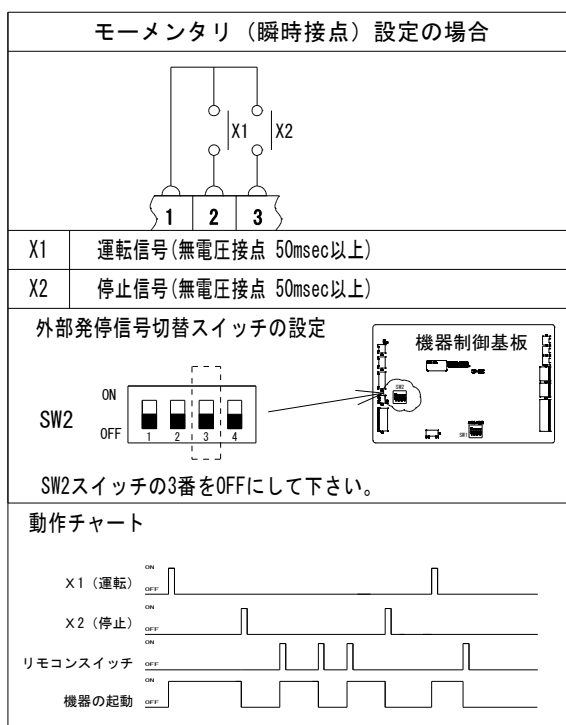 モーメンタリ（瞬時接点）設定の場合
X1 X2
1 2 3
X1 運転信号(無電圧接点 50msec以上)
X2 停止信号(無電圧接点 50msec以上)
外部発停信号切替スイッチの設定
機器制御基板
SW2
ON
SW2
OFF
1 2 3 4
SW1
SW2スイッチの3番をOFFにして下さい。
動作チャート
ON
X1（運転） OFF
ON
X2（停止） OFF
ON
リモコンスイッチ OFF
ON
機器の起動 OFF